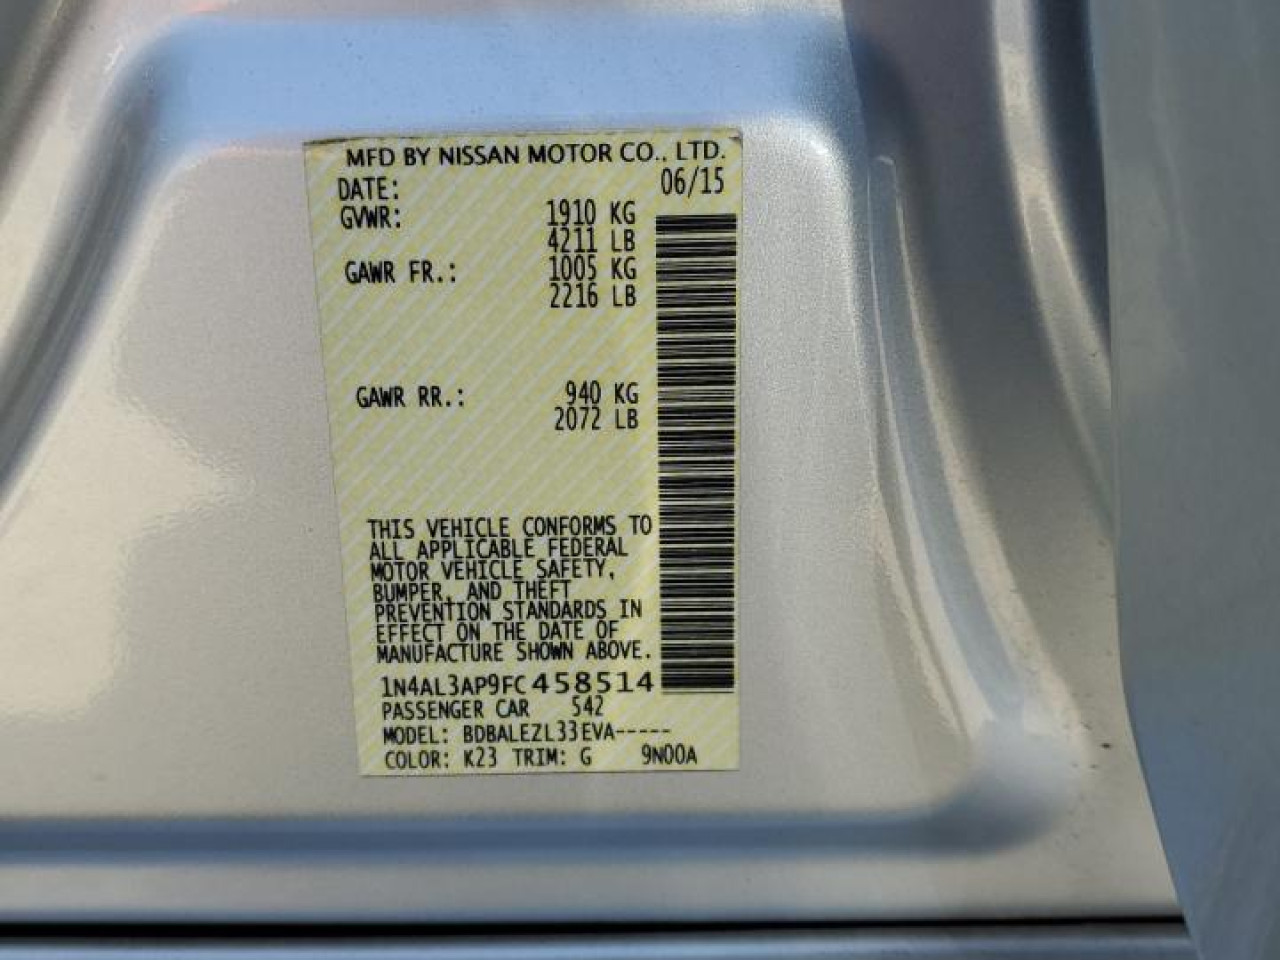 MFD BY NISSAN MOTOR CO., LTD.
DATE: 06/15
GVWR: 1910 KG
4211 LB
GAWR FR.: 1005 KG
2216 LB
GAWR RR.: 940 KG
2072 LB
THIS VEHICLE CONFORMS TO
ALL APPLICABLE FEDERAL
MOTOR VEHICLE SAFETY,
BUMPER, AND THEFT
PREVENTION STANDARDS IN
EFFECT ON THE DATE OF
MANUFACTURE SHOWN ABOVE.
1N4AL3AP9FC458514
PASSENGER CAR 542
MODEL: BDBALEZL33EVA-----
COLOR: K23 TRIM: G 9N00A